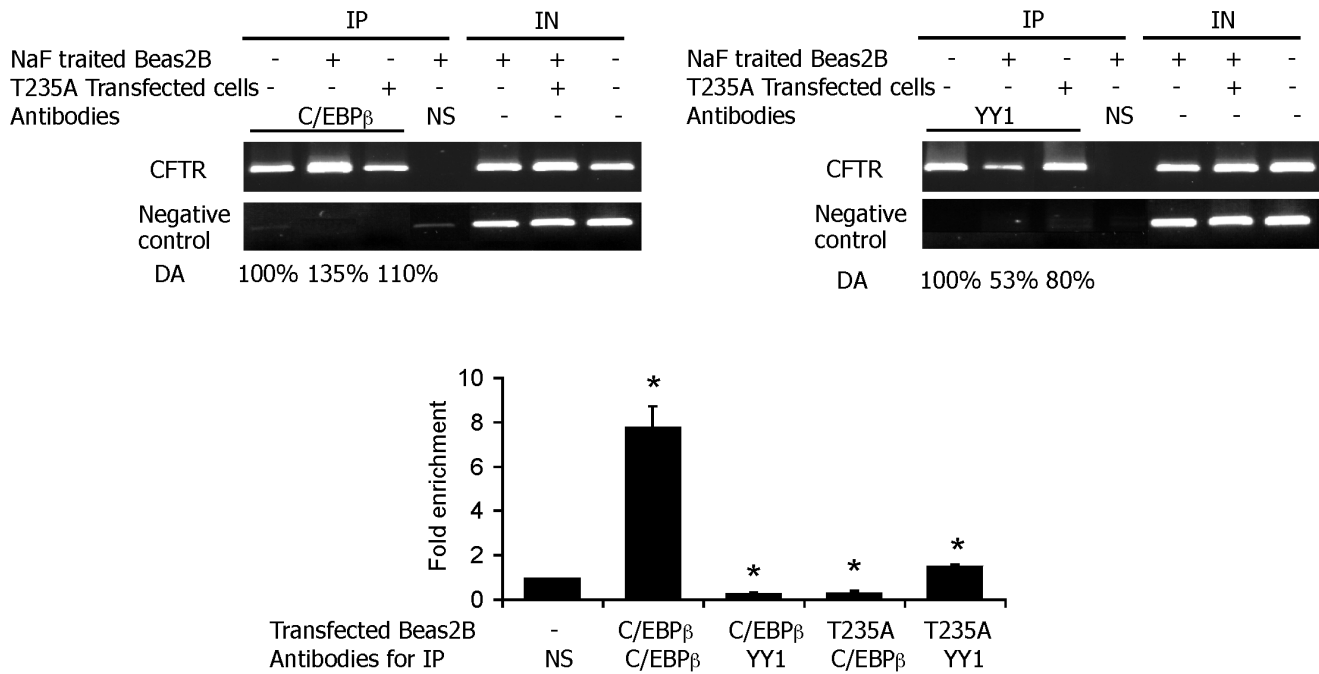 IP IN
NaF traited Beas2B - + - + + + -
T235A Transfected cells - - + - + -
Antibodies C/EBPβ NS - - -
CFTR
Negative
control
DA 100% 135% 110%
IP IN
NaF traited Beas2B - + - + + + -
T235A Transfected cells - - + - + -
Antibodies YY1 NS - - -
CFTR
Negative
control
DA 100% 53% 80%
Fold enrichment
10
8
6
4
2
0
* * * *
Transfected Beas2B - C/EBPβ C/EBPβ T235A T235A
Antibodies for IP NS C/EBPβ YY1 C/EBPβ YY1